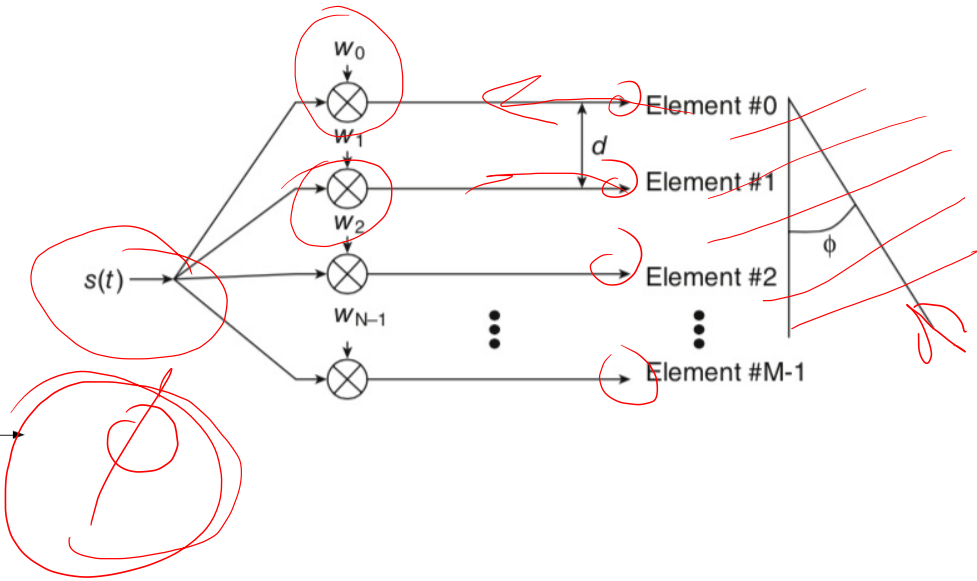 w0
w1
w2
wN–1
s(t)
d
Element #0
Element #1
Element #2
Element #M-1
ϕ